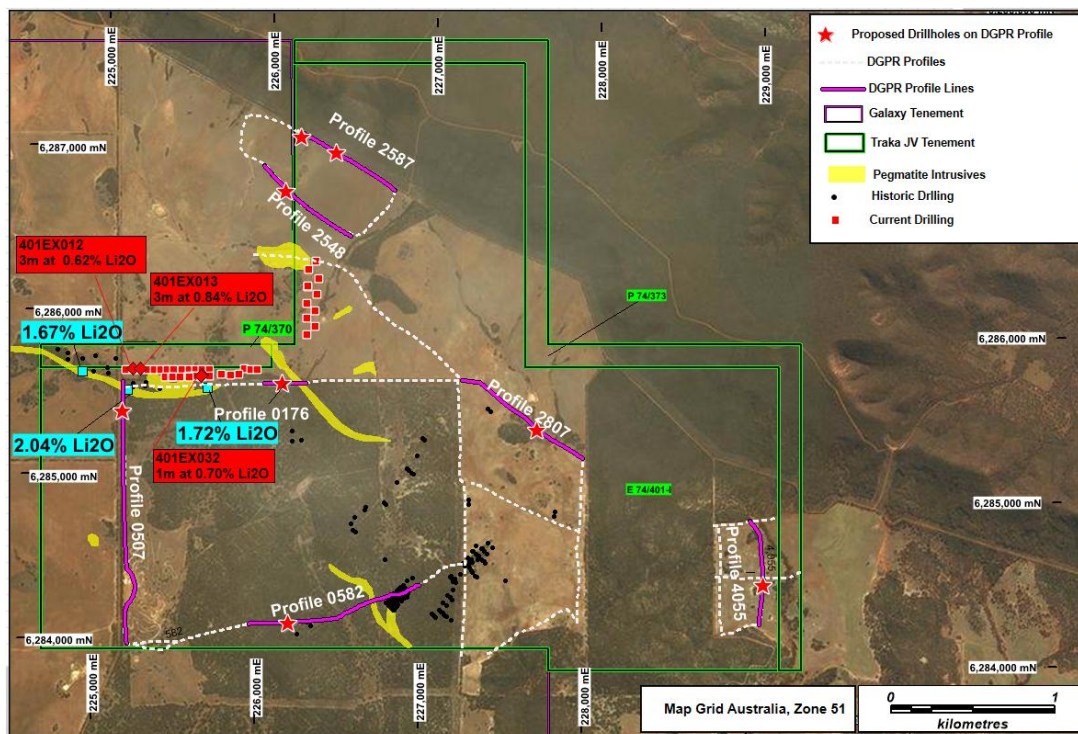 225,000 mE
226,000 mE
227,000 mE
228,000 mE
229,000 mE
Proposed Drillholes on DGPR Profile
DGPR Profiles
DGPR Profile Lines
Galaxy Tenement
Traka JV Tenement
Pegmatite Intrusives
Historic Drlling
Current Drilling
6,287,000 mN
Profile 2587
Profile 2548
401EX012
3m at 0.62% Li2O
401EX013
3m at 0.84% Li2O
P 74/373
6,286,000 mN
1.67% Li2O
P 74/370
6,286,000 mN
Profile 0176
Profile 2807
2.04% Li2O
1.72% Li2O
401EX032
1m at 0.70% Li2O
6,285,000 mN
E 74/401-I
6,285,000 mN
Profile 0507
Profile 4055
4055
Profile 0582
582
6,284,000 mN
6,284,000 mN
225,000 mE
226,000 mE
227,000 mE
228,000 mE
Map Grid Australia, Zone 51
0 1
kilometres